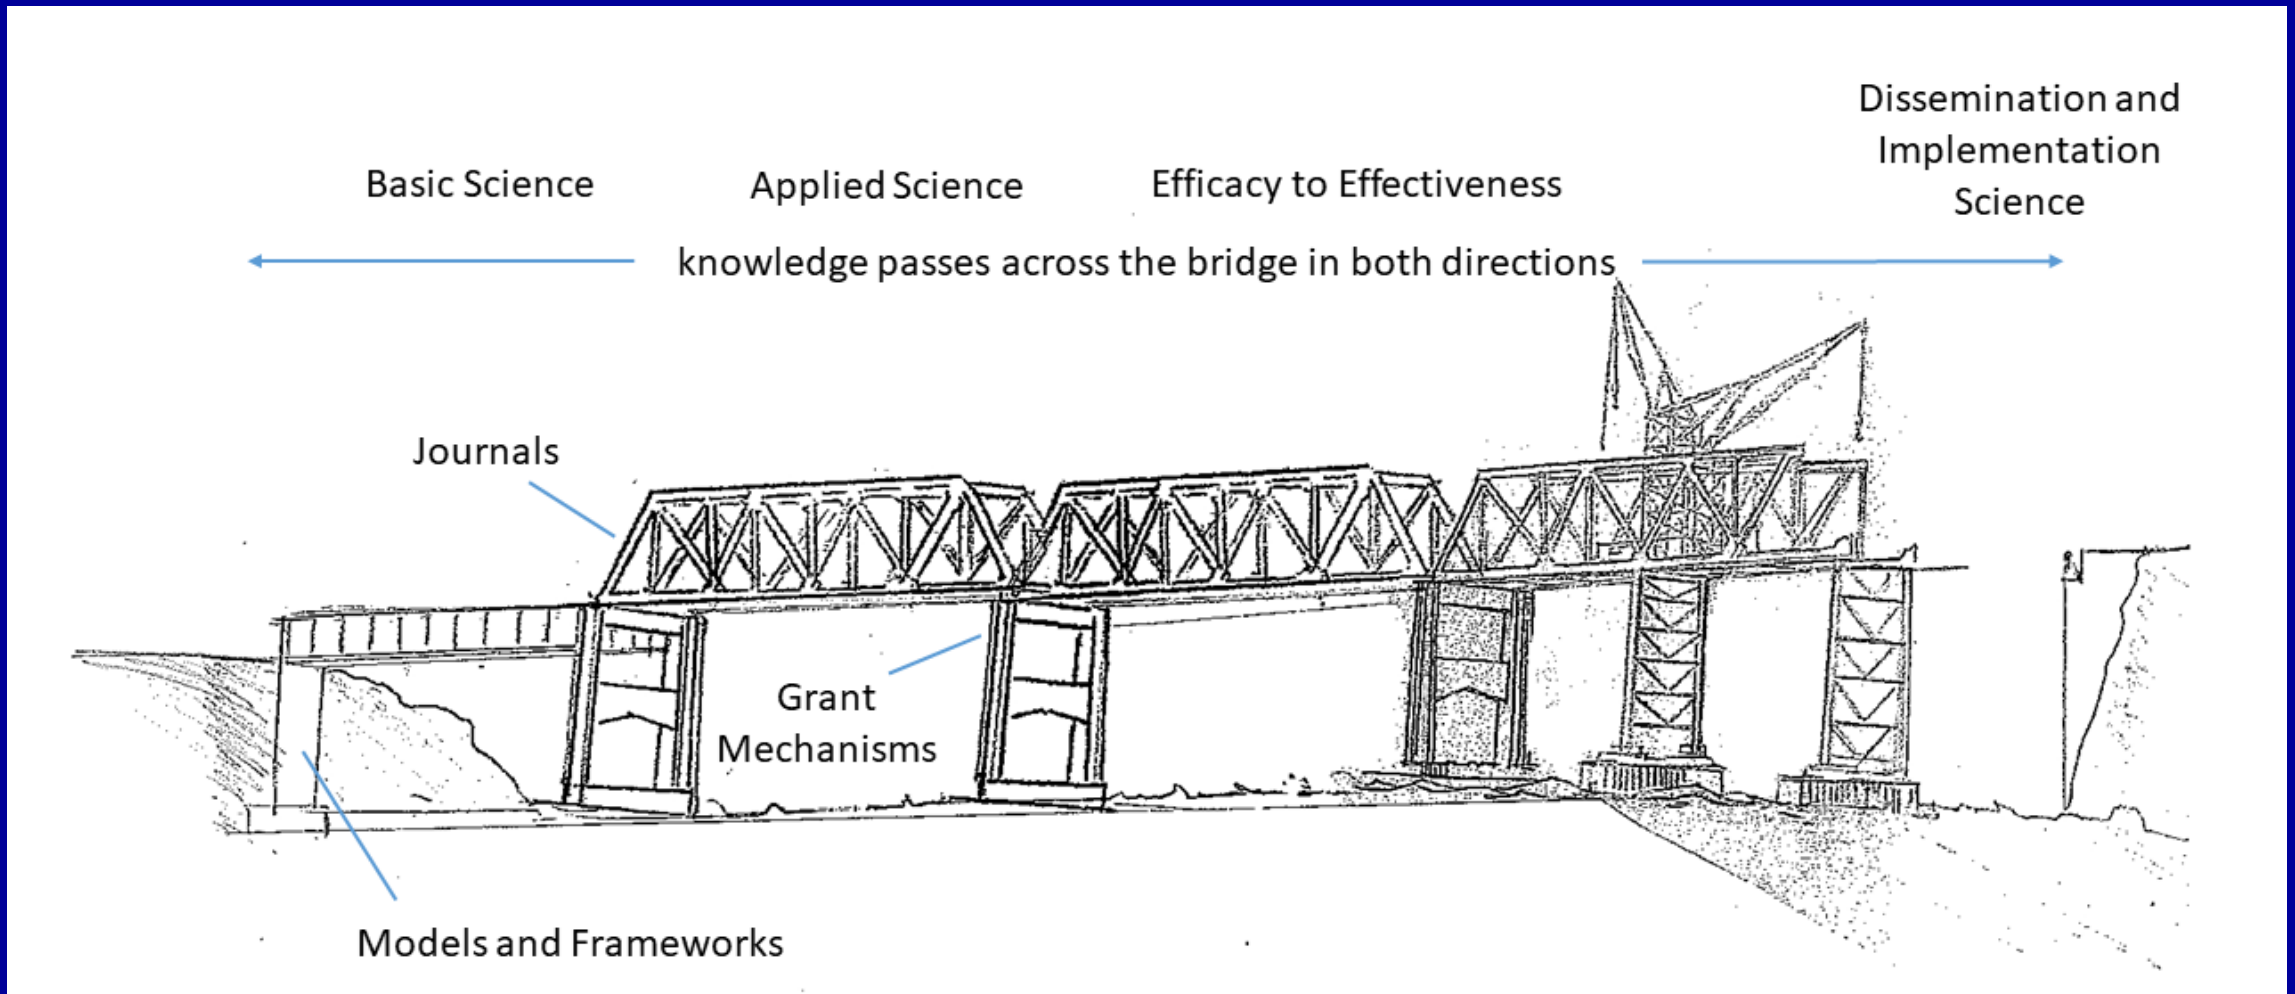 Dissemination and
Implementation
Science
Basic Science
Applied Science
Efficacy to Effectiveness
knowledge passes across the bridge in both directions
Journals
Grant
Mechanisms
Models and Frameworks